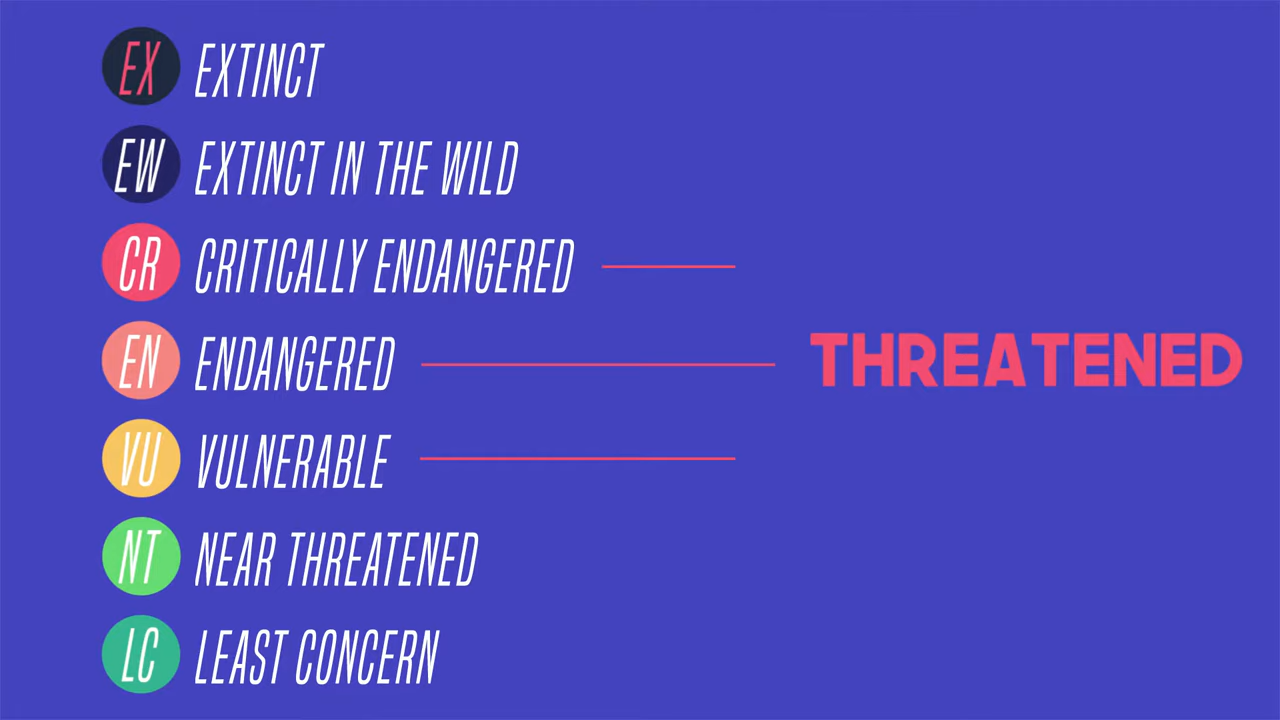 EX EXTINCT
EW EXTINCT IN THE WILD
CR CRITICALLY ENDANGERED
EN ENDANGERED
THREATENED
VU VULNERABLE
NT NEAR THREATENED
LC LEAST CONCERN